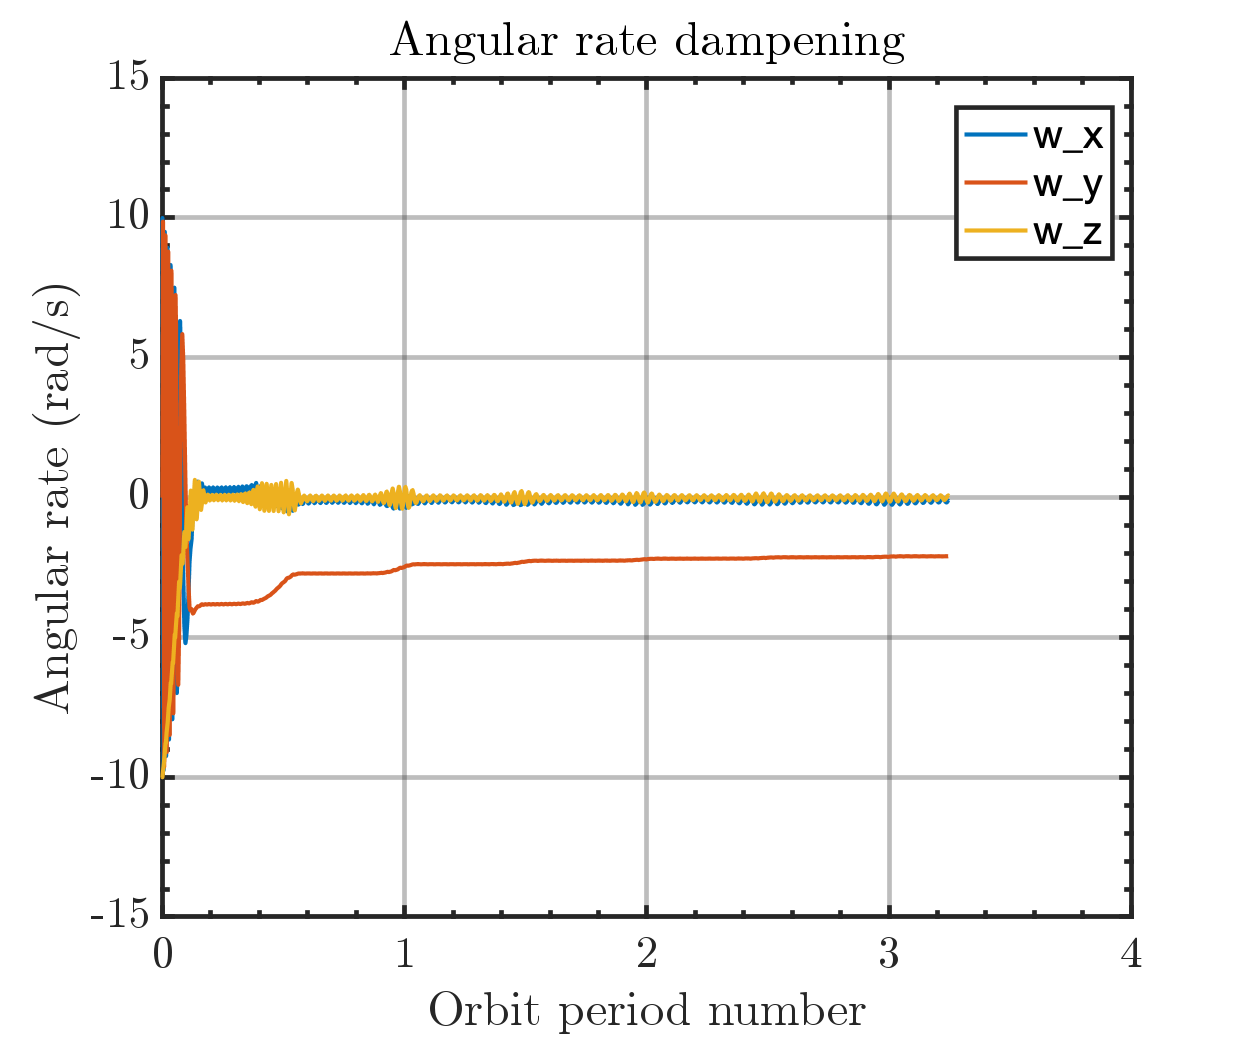 Angular rate dampening
15
10
5
0
-5
-10
-15
Angular rate (rad/s)
w_x
w_y
w_z
0 1 2 3 4
Orbit period number